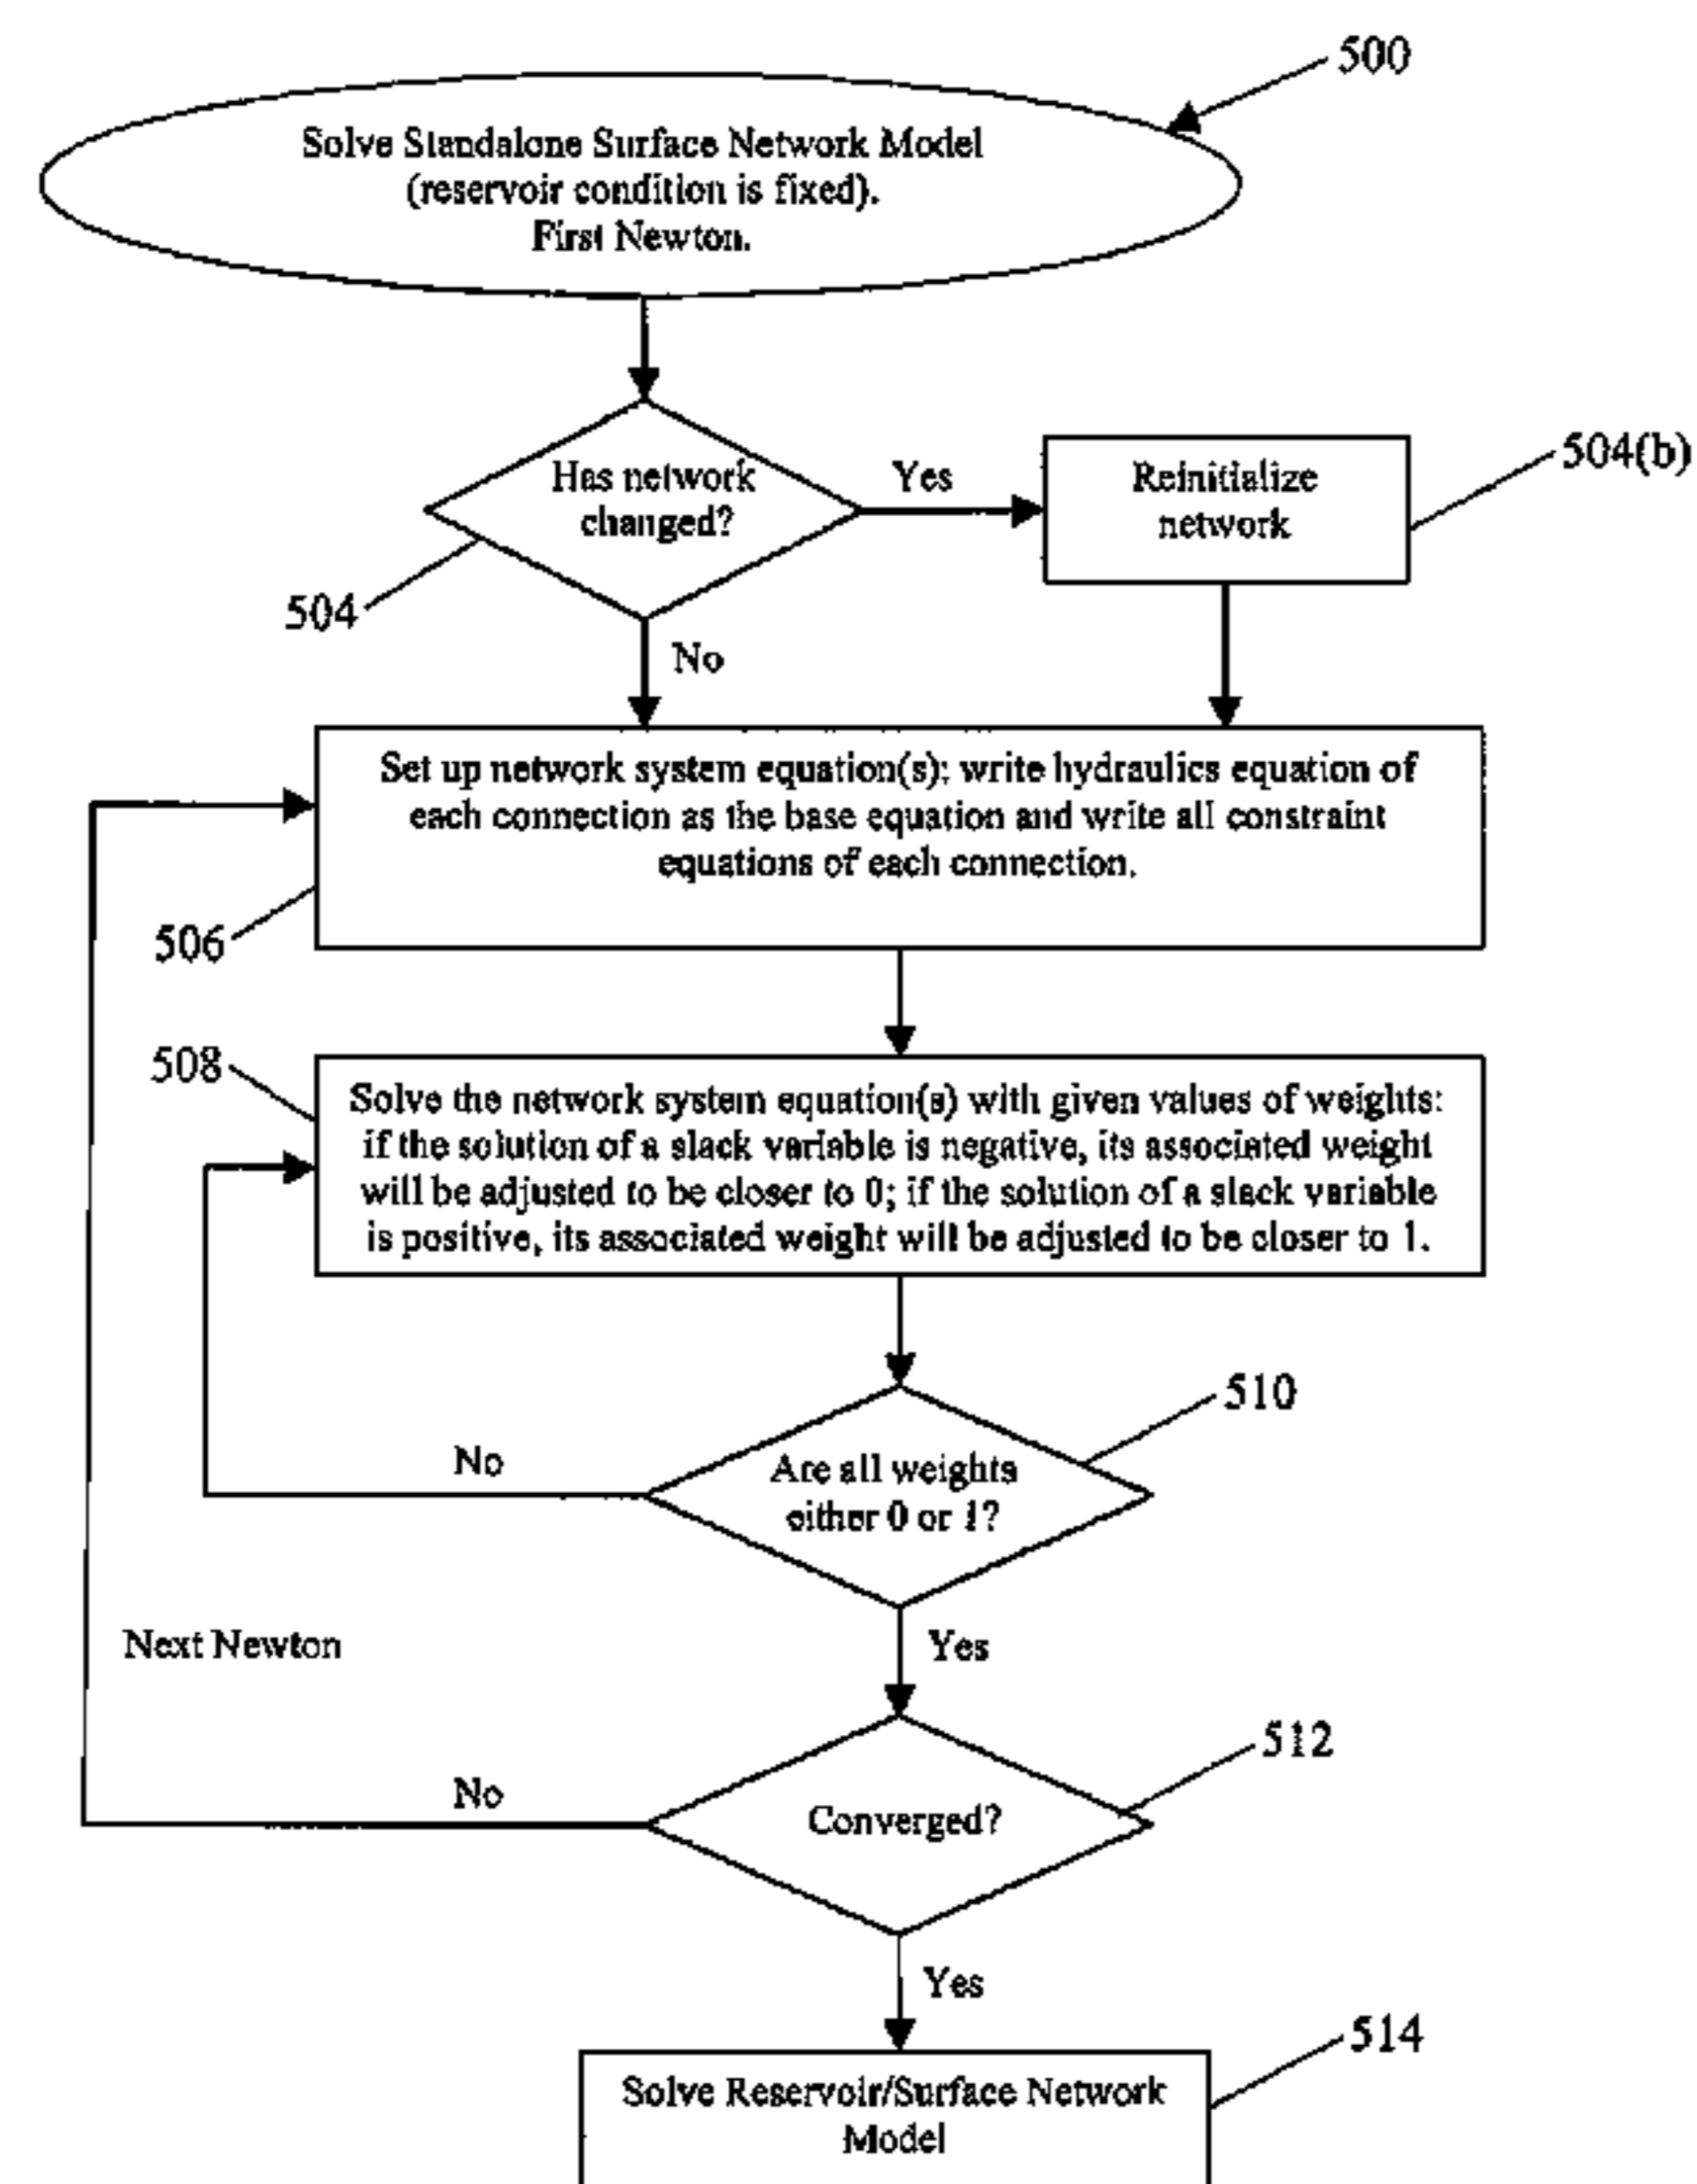 500
Solve Standalone Surface Network Model
(reservoir condition is fixed).
First Newton.
Has network
changed?
Yes
Reinitialize
network
504(b)
504
No
Set up network system equation(s): write hydraulics equation of
each connection as the base equation and write all constraint
equations of each connection.
506
508
Solve the network system equation(s) with given values of weights:
if the solution of a slack variable is negative, its associated weight
will be adjusted to be closer to 0; if the solution of a slack variable
is positive, its associated weight will be adjusted to be closer to 1.
510
No
Are all weights
either 0 or 1?
Next Newton
Yes
512
No
Converged?
Yes
514
Solve Reservoir/Surface Network
Model